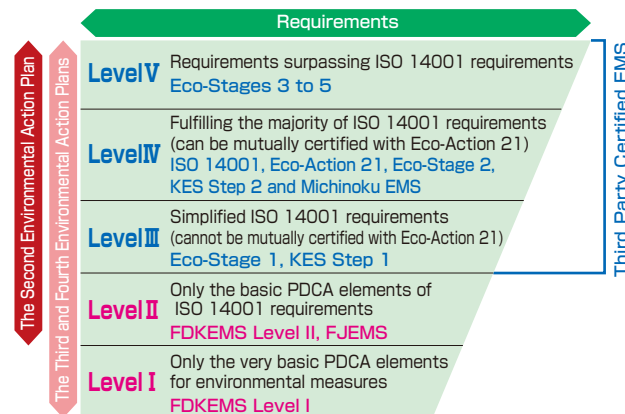 Requirements
The Second Environmental Action Plan
The Third and Fourth Environmental Action Plans
Level V
Requirements surpassing ISO 14001 requirements
Eco-Stages 3 to 5
Level Ⅳ
Fulfilling the majority of ISO 14001 requirements
(can be mutually certified with Eco-Action 21)
ISO 14001, Eco-Action 21, Eco-Stage 2,
KES Step 2 and Michinoku EMS
Level Ⅲ
Simplified ISO 14001 requirements
(cannot be mutually certified with Eco-Action 21)
Eco-Stage 1, KES Step 1
Level Ⅱ
Only the basic PDCA elements of
ISO 14001 requirements
FDKEMS Level II, FJEMS
Level I
Only the very basic PDCA elements
for environmental measures
FDKEMS Level I
Third Party Certified EMS